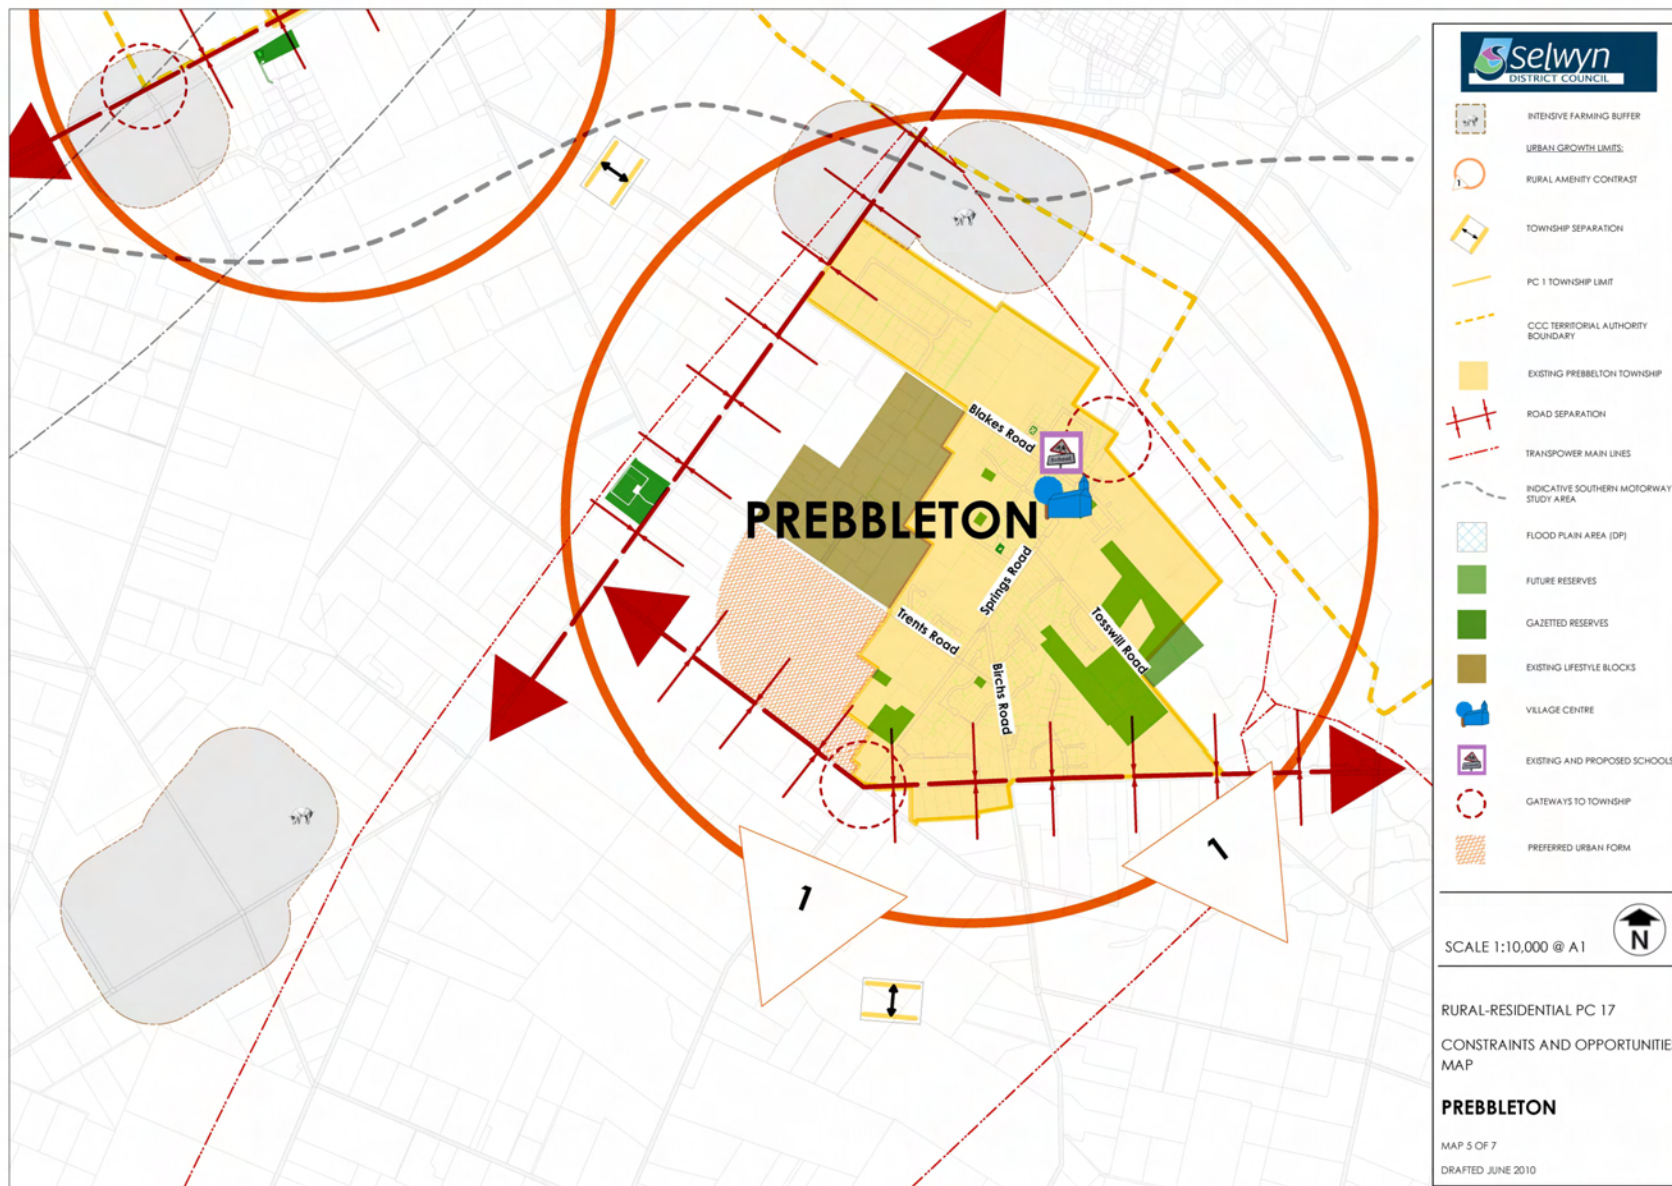 Blakes Road
PREBBLETON
Springs Road
Trents Road
Tosswill Road
Birchs Road
1
1
Selwyn
DISTRICT COUNCIL
INTENSIVE FARMING BUFFER
URBAN GROWTH LIMITS:
1
RURAL AMENITY CONTRAST
TOWNSHIP SEPARATION
PC 1 TOWNSHIP LIMIT
CCC TERRITORIAL AUTHORITY
BOUNDARY
EXISTING PREBBELTON TOWNSHIP
ROAD SEPARATION
TRANSPOWER MAIN LINES
INDICATIVE SOUTHERN MOTORWAY
STUDY AREA
FLOOD PLAIN AREA (DP)
FUTURE RESERVES
GAZETTED RESERVES
EXISTING LIFESTYLE BLOCKS
VILLAGE CENTRE
EXISTING AND PROPOSED SCHOOLS
GATEWAYS TO TOWNSHIP
PREFERRED URBAN FORM
SCALE 1:10,000 @ A1
N
RURAL-RESIDENTIAL PC 17
CONSTRAINTS AND OPPORTUNITIE
MAP
PREBBLETON
MAP 5 OF 7
DRAFTED JUNE 2010